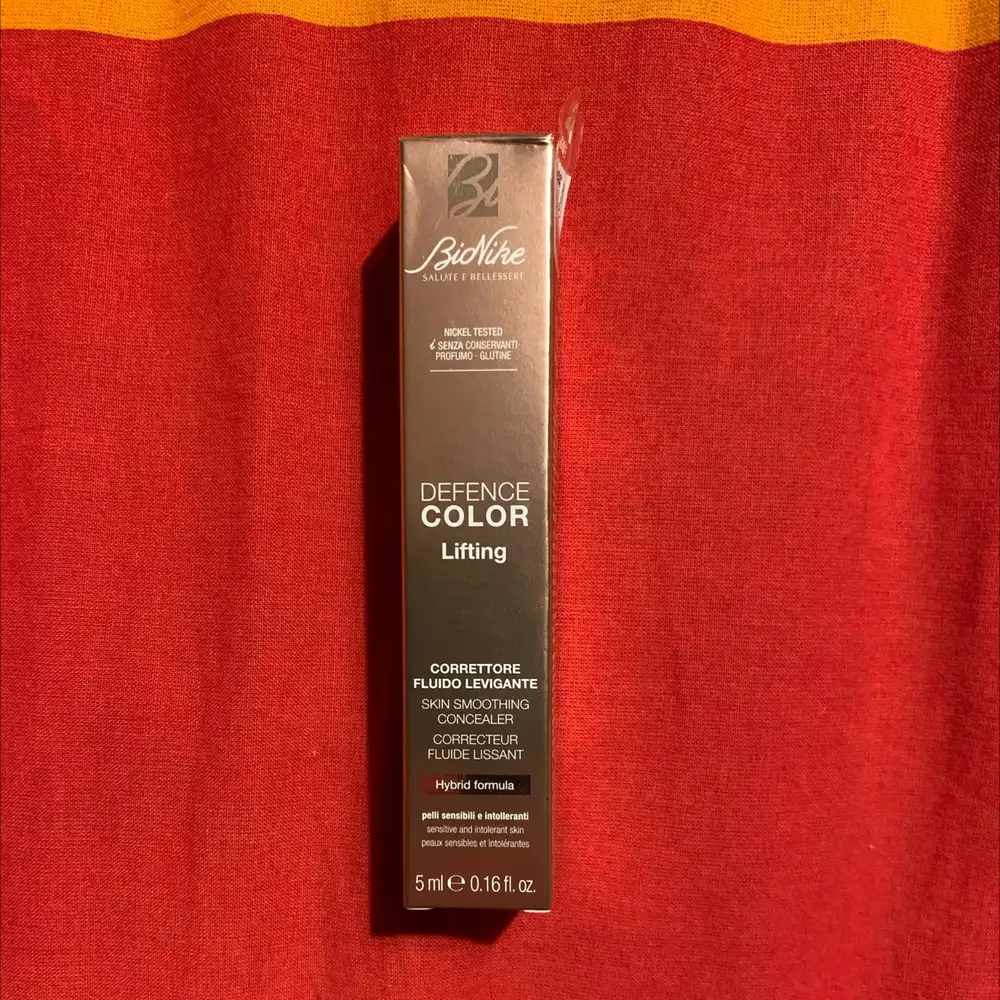 Bi
BioNike
SALUTE E BELLESSERE
NICKEL TESTED
SENZA CONSERVANTI
PROFUMO - GLUTINE
DEFENCE
COLOR
Lifting
CORRETTORE
FLUIDO LEVIGANTE
SKIN SMOOTHING
CONCEALER
CORRECTEUR
FLUIDE LISSANT
Hybrid formula
pelli sensibili e intolleranti
sensitive and intolerant skin
peaux sensibles et intolérantes
5 ml ℮ 0.16 fl. oz.